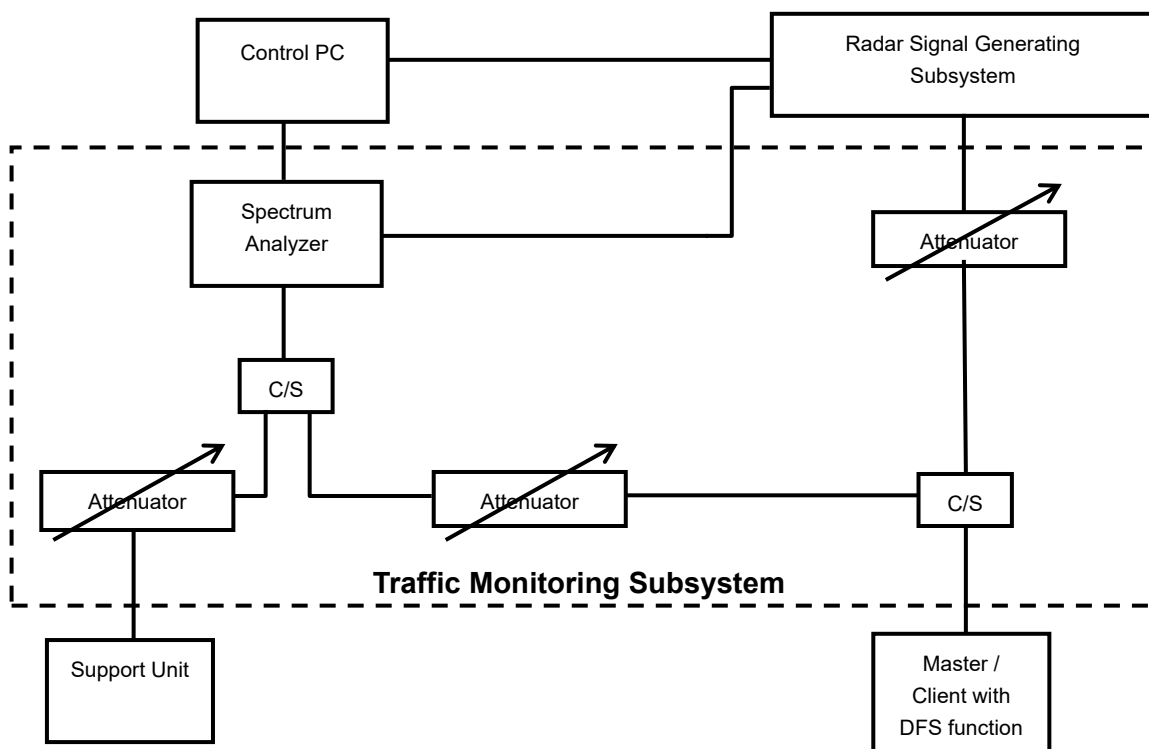 Control PC
Radar Signal Generating
Subsystem
Spectrum
Analyzer
Attenuator
C/S
Attenuator
Attenuator
C/S
Traffic Monitoring Subsystem
Support Unit
Master /
Client with
DFS function